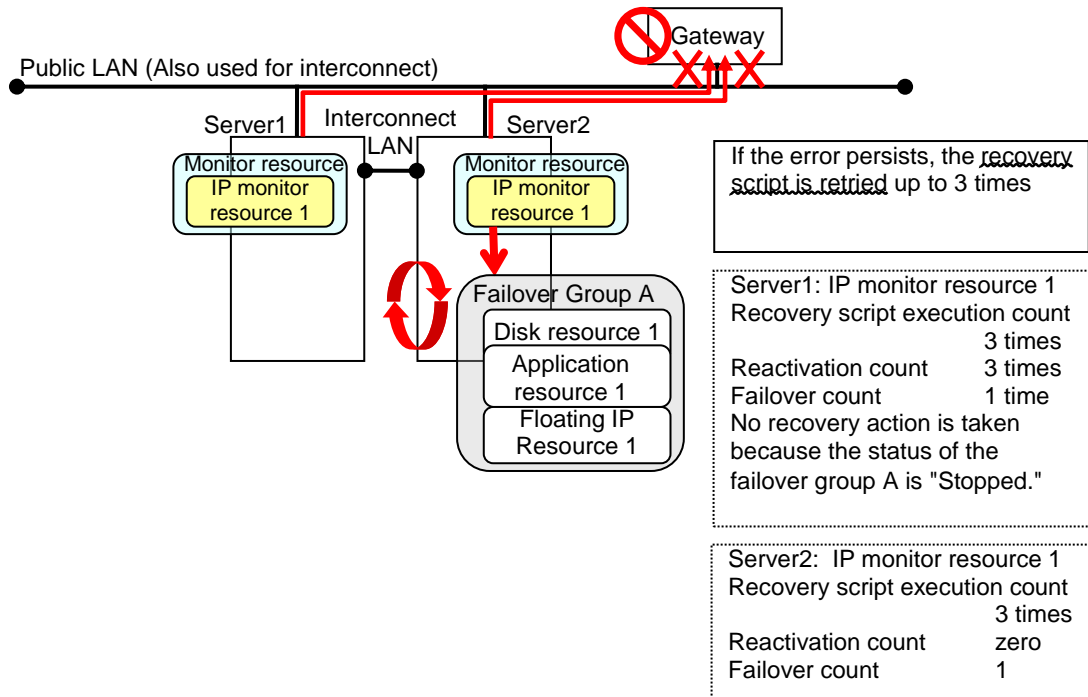 Gateway
Public LAN (Also used for interconnect)
Interconnect
LAN
Server1
Server2
Monitor resource
IP monitor
resource 1
Monitor resource
IP monitor
resource 1
Failover Group A
Disk resource 1
Application
resource 1
Floating IP
Resource 1
If the error persists, the recovery
script is retried up to 3 times
Server1: IP monitor resource 1
Recovery script execution count
3 times
Reactivation count 3 times
Failover count 1 time
No recovery action is taken
because the status of the
failover group A is "Stopped."
Server2: IP monitor resource 1
Recovery script execution count
3 times
Reactivation count zero
Failover count 1